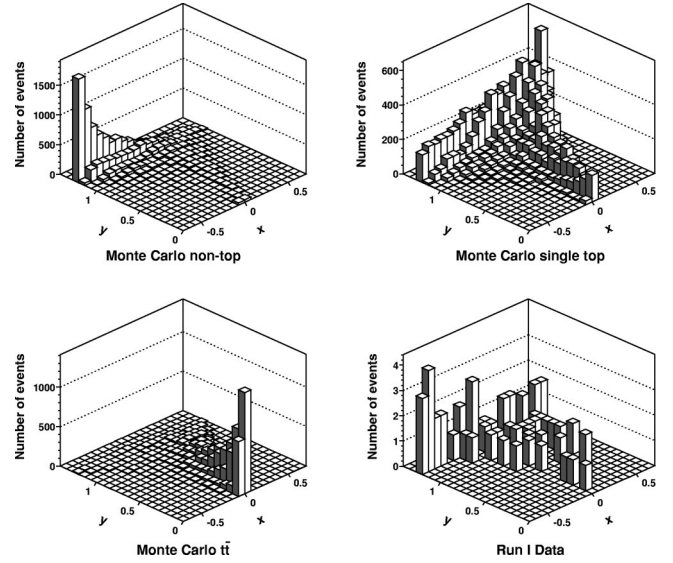 Number of events
1500
1000
500
0
1
0.5
0
y
-0.5
0
0.5
x
Monte Carlo non-top
Number of events
600
400
200
0
1
0.5
0
y
-0.5
0
0.5
x
Monte Carlo single top
Number of events
1000
500
0
1
0.5
0
y
-0.5
0
0.5
x
Monte Carlo tt̄
Number of events
4
3
2
1
0
1
0.5
0
y
-0.5
0
0.5
x
Run I Data